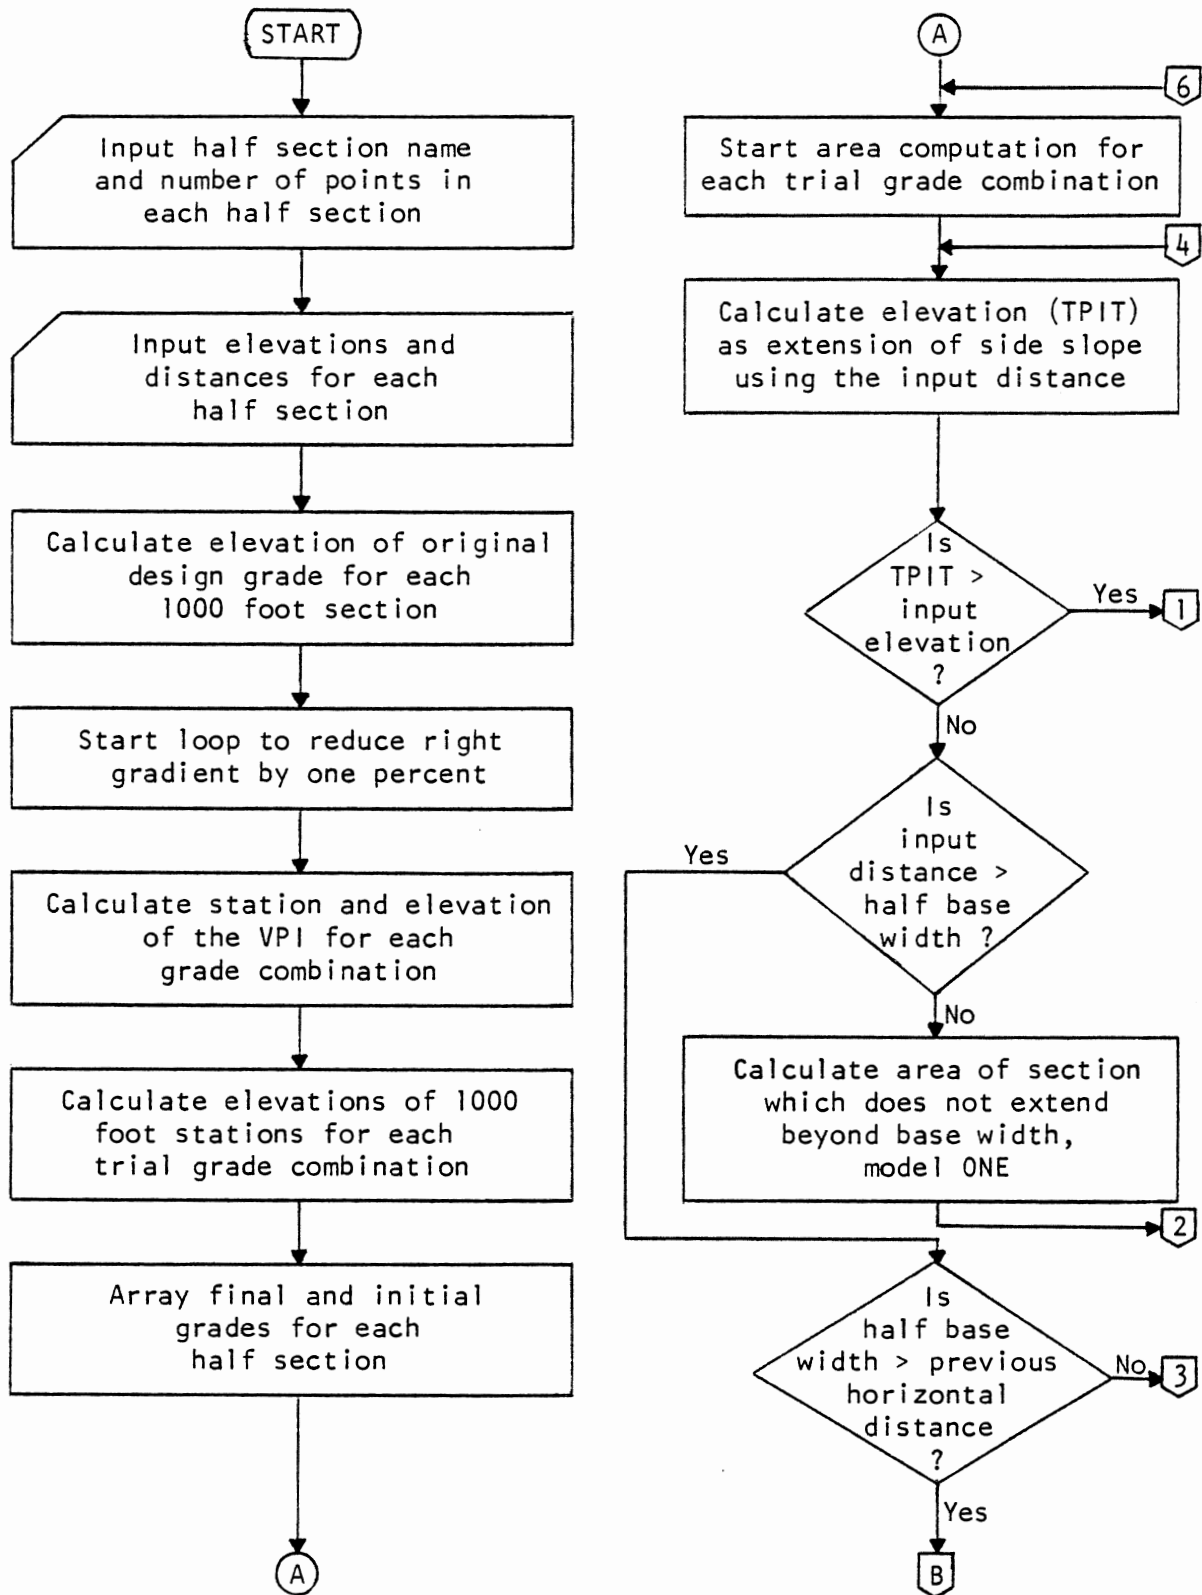 START
Input half section name
and number of points in
each half section
Input elevations and
distances for each
half section
Calculate elevation of original
design grade for each
1000 foot section
Start loop to reduce right
gradient by one percent
Calculate station and elevation
of the VPI for each
grade combination
Calculate elevations of 1000
foot stations for each
trial grade combination
Array final and initial
grades for each
half section
A
A
6
Start area computation for
each trial grade combination
4
Calculate elevation (TPIT)
as extension of side slope
using the input distance
Is
TPIT >
input
elevation
?
Yes
1
No
Is
input
distance >
half base
width ?
Yes
No
Calculate area of section
which does not extend
beyond base width,
model ONE
2
Is
half base
width > previous
horizontal
distance
?
No
3
Yes
B